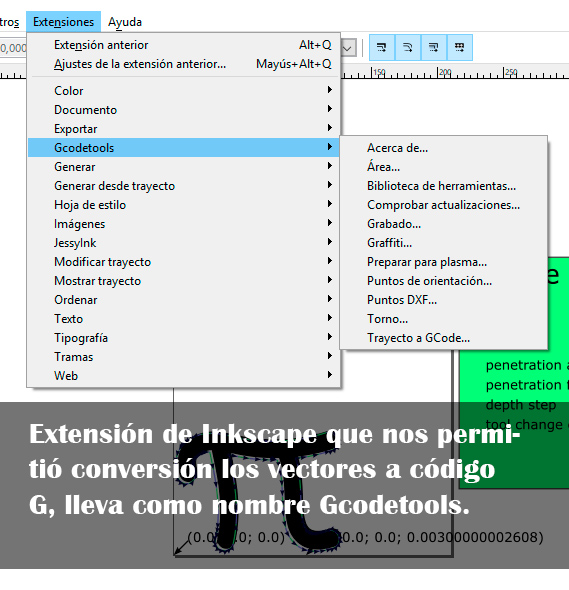 tros Extensiones Ayuda
0,000
Extensión anterior Alt+Q
Ajustes de la extensión anterior... Mayús+Alt+Q
150 200 250
Color
Documento
Exportar
Gcodetools
Generar
Generar desde trayecto
Hoja de estilo
Imágenes
JessyInk
Modificar trayecto
Mostrar trayecto
Ordenar
Texto
Tipografía
Tramas
Web
Acerca de...
Área...
Biblioteca de herramientas...
Comprobar actualizaciones...
Grabado...
Graffiti...
Preparar para plasma...
Puntos de orientación...
Puntos DXF...
Torno...
Trayecto a GCode...
e
penetration a
penetration f
depth step
tool change
Extensión de Inkscape que nos permi-
tió conversión los vectores a código
G, lleva como nombre Gcodetools.
(0.0 0; 0.0) 0.0; 0.0; 0.00300000002608)